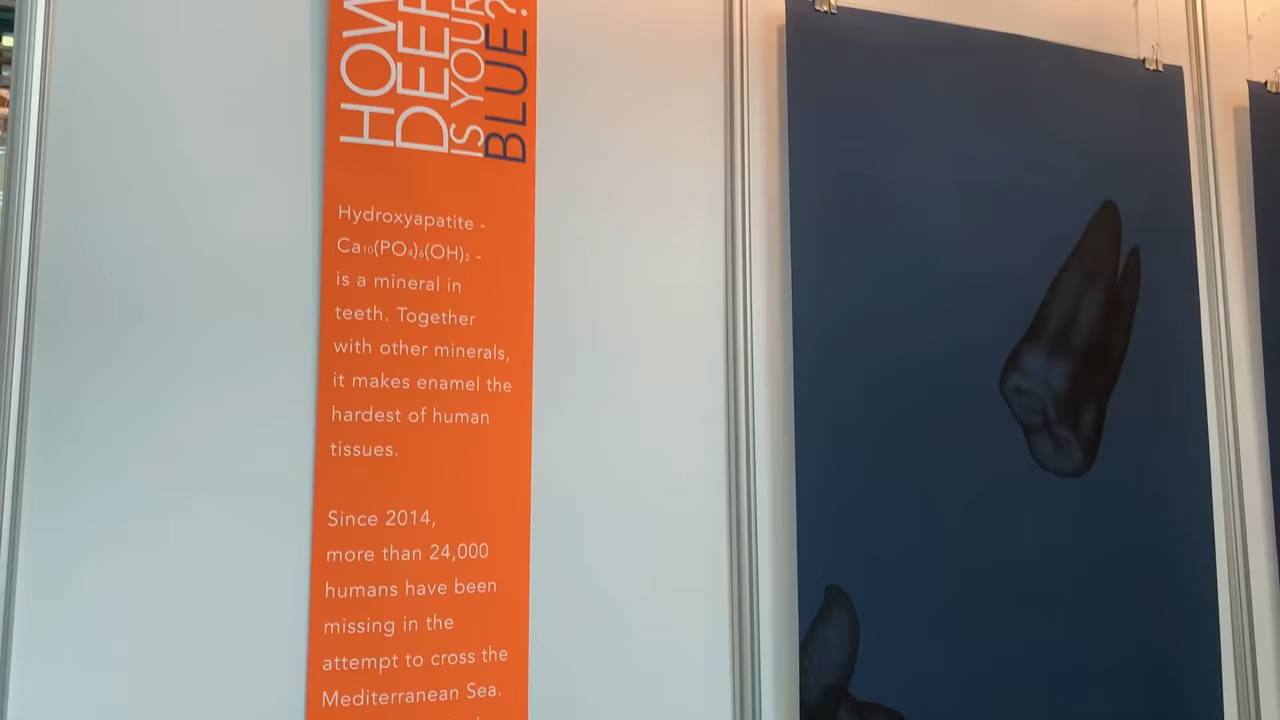 HOW
DEEP
IS YOUR
BLUE?
Hydroxyapatite -
Ca₁₀(PO₄)₆(OH)₂ -
is a mineral in
teeth. Together
with other minerals,
it makes enamel the
hardest of human
tissues.
Since 2014,
more than 24,000
humans have been
missing in the
attempt to cross the
Mediterranean Sea.